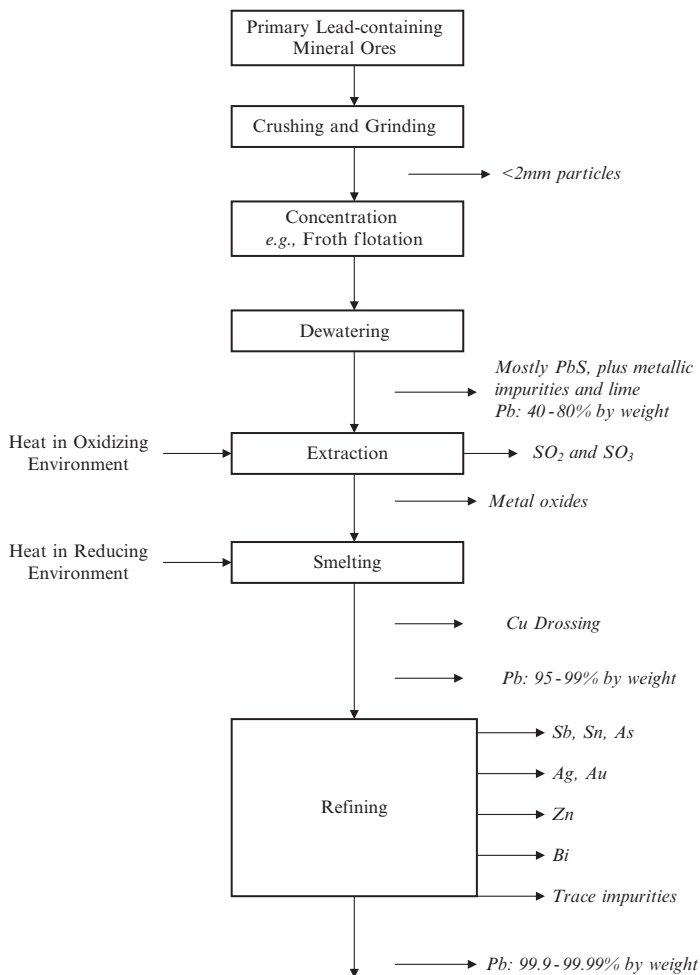 Primary Lead-containing
Mineral Ores
Crushing and Grinding
<2mm particles
Concentration
e.g., Froth flotation
Dewatering
Mostly PbS, plus metallic
impurities and lime
Pb: 40-80% by weight
Heat in Oxidizing
Environment
Extraction
SO2 and SO3
Metal oxides
Heat in Reducing
Environment
Smelting
Cu Drossing
Pb: 95-99% by weight
Refining
Sb, Sn, As
Ag, Au
Zn
Bi
Trace impurities
Pb: 99.9-99.99% by weight